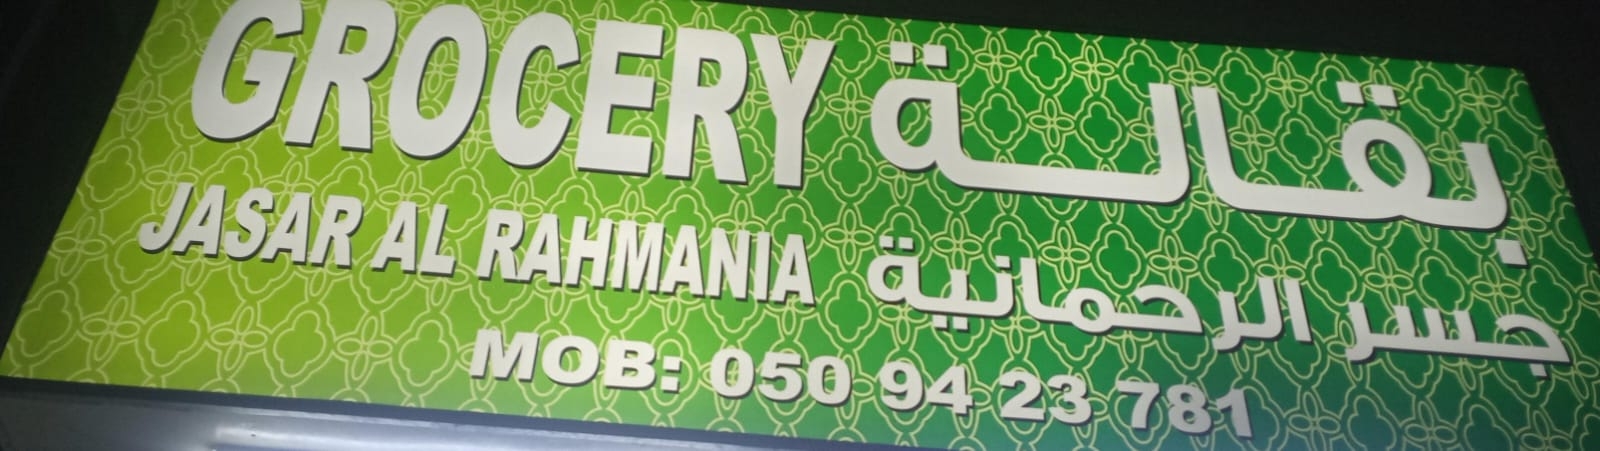 GROCERY بقالة
JASAR AL RAHMANIA جسر الرحمانية
MOB: 050 94 23 781